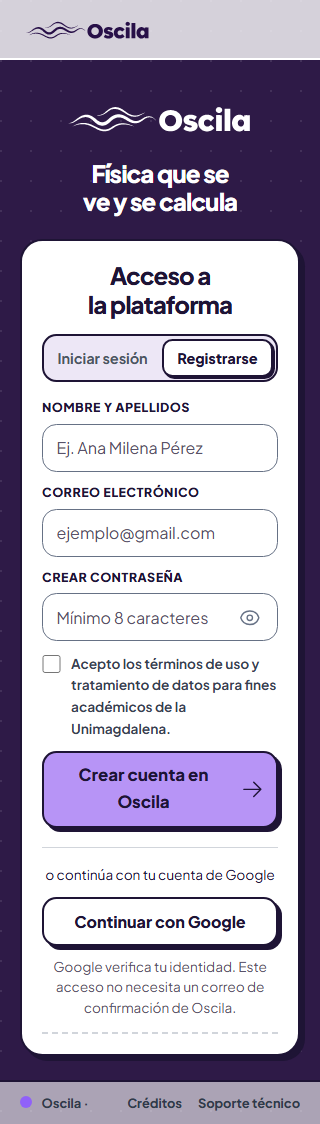 Oscila
Oscila
Física que se
ve y se calcula
Acceso a
la plataforma
Iniciar sesión
Registrarse
NOMBRE Y APELLIDOS
Ej. Ana Milena Pérez
CORREO ELECTRÓNICO
ejemplo@gmail.com
CREAR CONTRASEÑA
Mínimo 8 caracteres
Acepto los términos de uso y
tratamiento de datos para fines
académicos de la
Unimagdalena.
Crear cuenta en
Oscila
o continúa con tu cuenta de Google
Continuar con Google
Google verifica tu identidad. Este
acceso no necesita un correo de
confirmación de Oscila.
Oscila · Créditos Soporte técnico